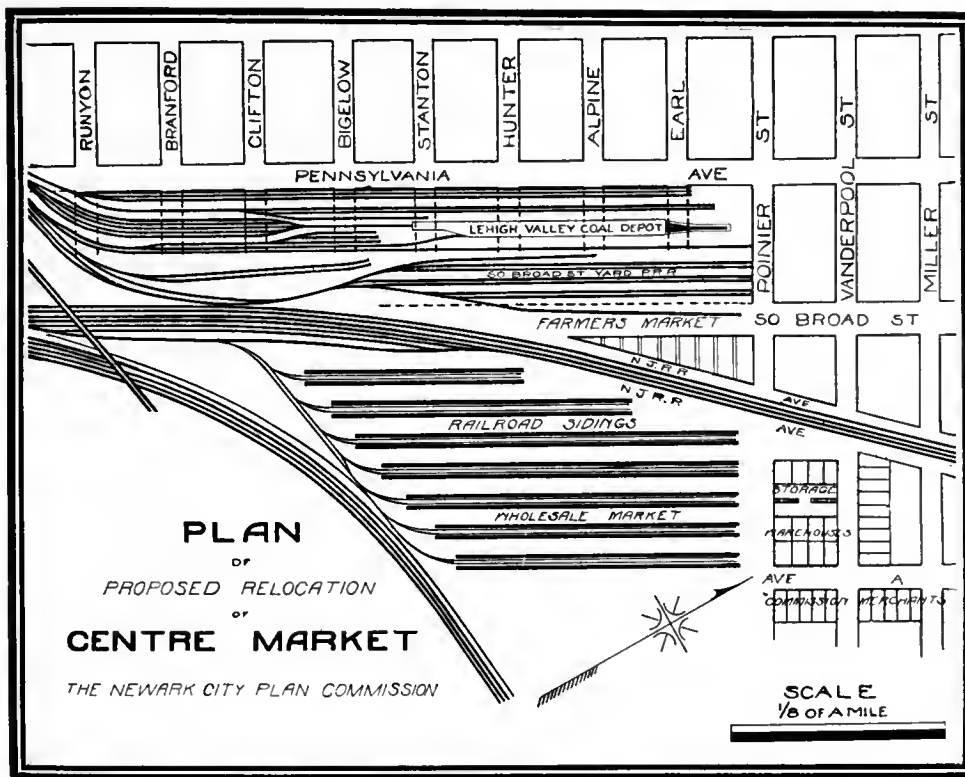 RUNYON
BRANFORD
CLIFTON
BIGELOW
STANTON
HUNTER
ALPINE
EARL
ST
ST
ST
PENNSYLVANIA AVE
POINIER
VANDERPOOL
MILLER
LEHIGH VALLEY COAL DEPOT
SO BROAD ST YARD P.R.R
FARMERS MARKET
SO BROAD ST
N J. R R
AVE
N J. R.R
AVE
RAILROAD SIDINGS
STORAGE
WHOLESALE MARKET
WAREHOUSES
AVE A
COMMISSION MERCHANTS
PLAN
OF
PROPOSED RELOCATION
OF
CENTRE MARKET
THE NEWARK CITY PLAN COMMISSION
SCALE
1/8 OF A MILE